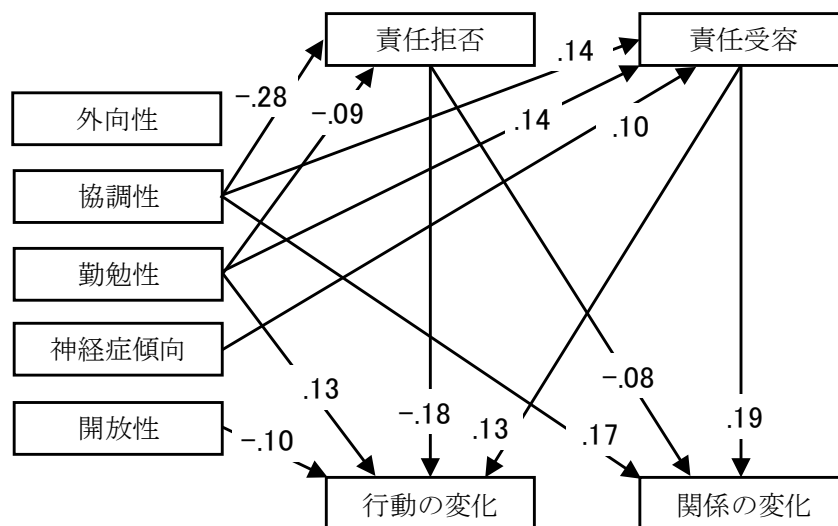 責任拒否
責任受容
.14
-.28
-.09
外向性
.14
.10
協調性
勤勉性
神経症傾向
.13
-.08
開放性
-.10
-.18
.13
.17
.19
行動の変化
関係の変化